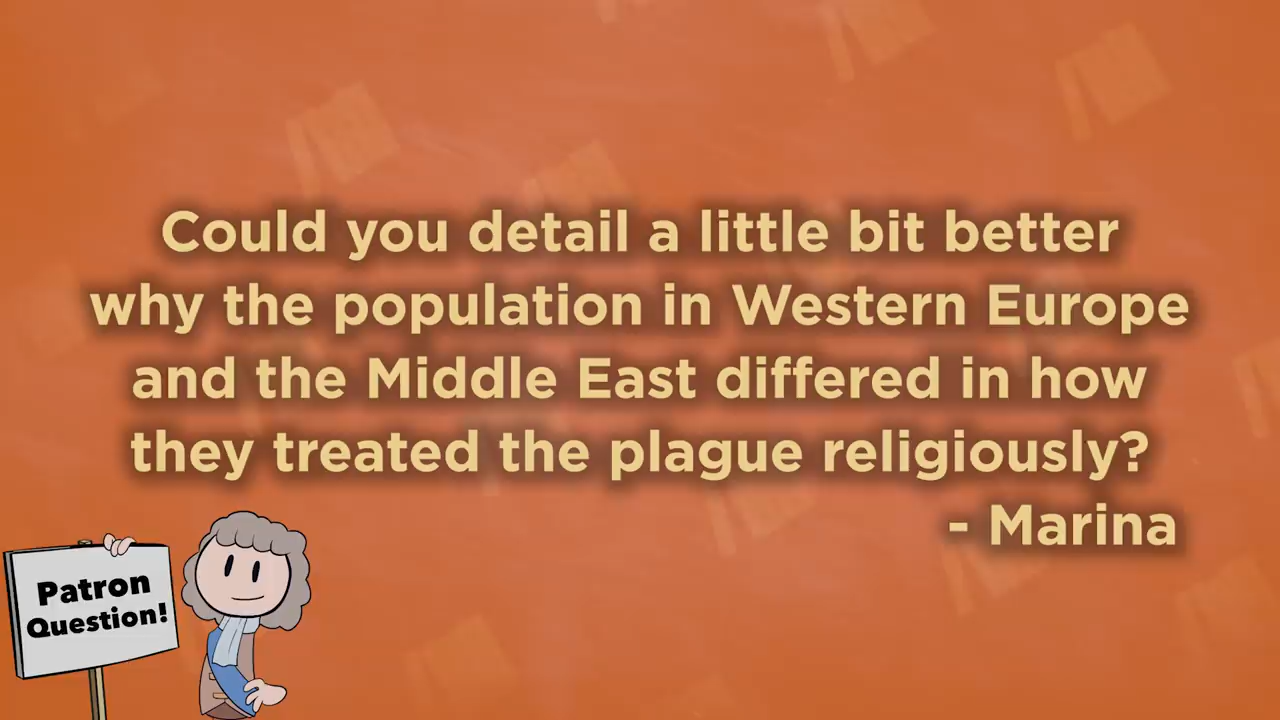 Could you detail a little bit better
why the population in Western Europe
and the Middle East differed in how
they treated the plague religiously?
- Marina
Patron
Question!